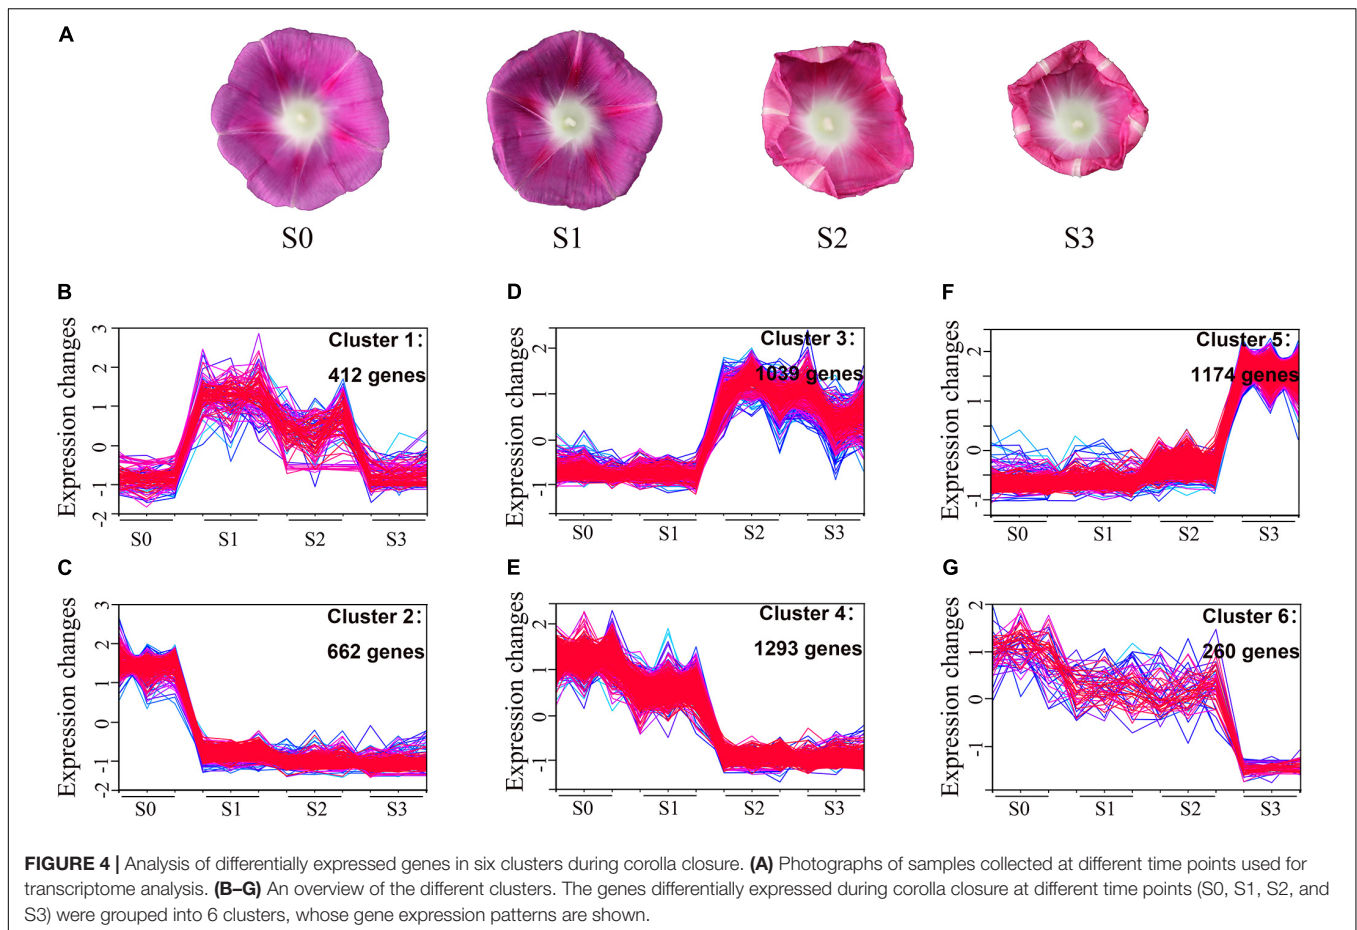 A
S0 S1 S2 S3
B
Expression changes
3
2
1
0
-1
-2
Cluster 1:
412 genes
S0 S1 S2 S3
D
Expression changes
2
1
0
-1
Cluster 3:
1039 genes
S0 S1 S2 S3
F
Expression changes
2
1
0
-1
Cluster 5:
1174 genes
S0 S1 S2 S3
C
Expression changes
3
2
1
0
-1
-2
Cluster 2:
662 genes
S0 S1 S2 S3
E
Expression changes
2
1
0
-1
Cluster 4:
1293 genes
S0 S1 S2 S3
G
Expression changes
2
1
0
-1
Cluster 6:
260 genes
S0 S1 S2 S3
FIGURE 4 | Analysis of differentially expressed genes in six clusters during corolla closure. (A) Photographs of samples collected at different time points used for
transcriptome analysis. (B–G) An overview of the different clusters. The genes differentially expressed during corolla closure at different time points (S0, S1, S2, and
S3) were grouped into 6 clusters, whose gene expression patterns are shown.